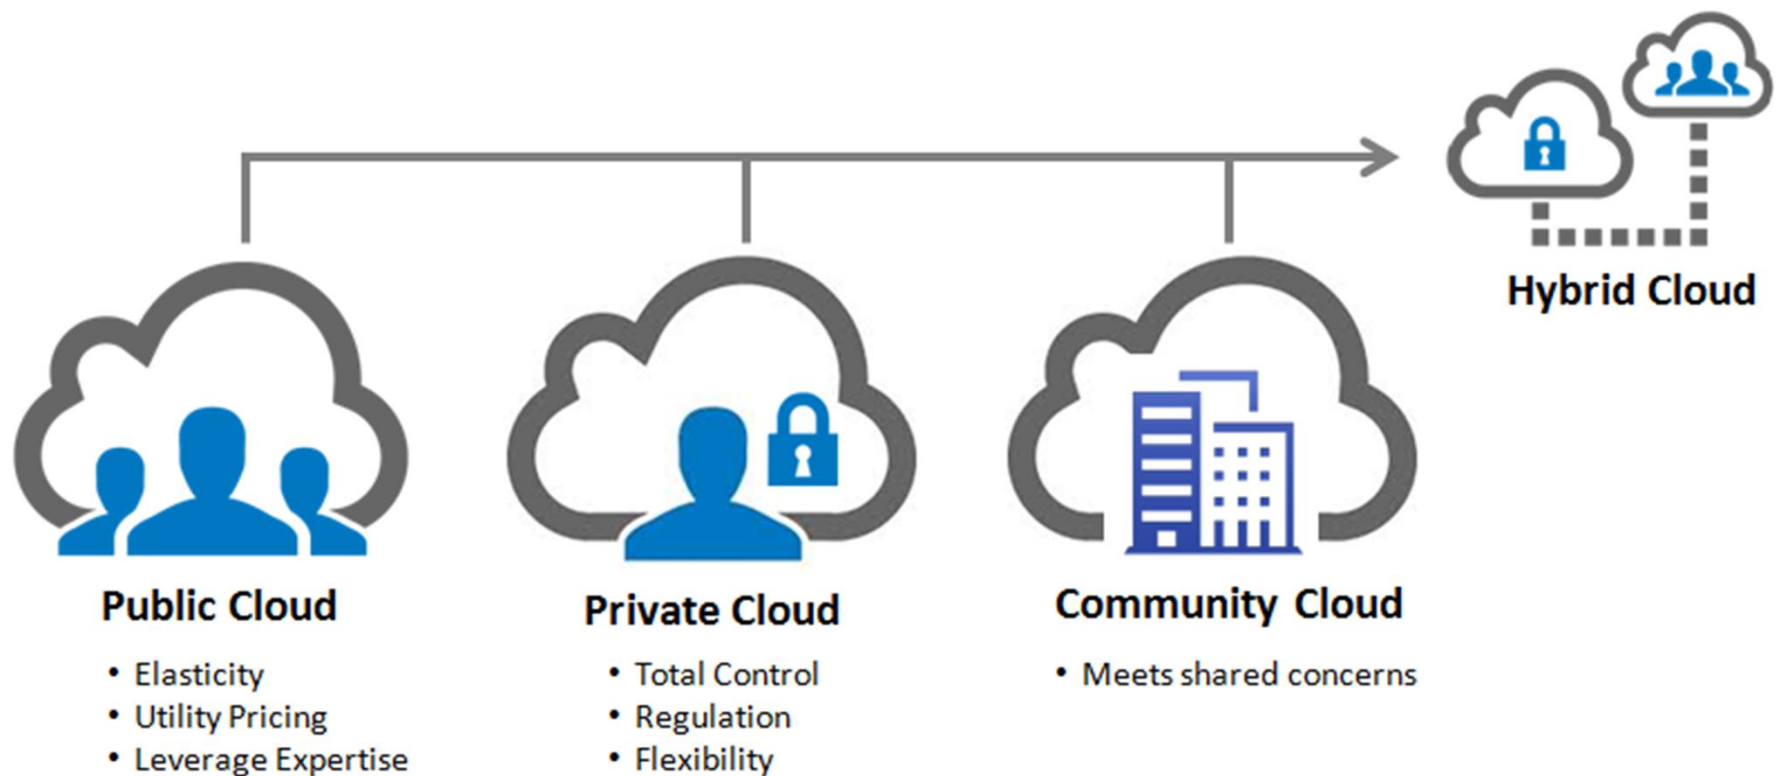 Hybrid Cloud
Public Cloud
• Elasticity
• Utility Pricing
• Leverage Expertise
Private Cloud
• Total Control
• Regulation
• Flexibility
Community Cloud
• Meets shared concerns